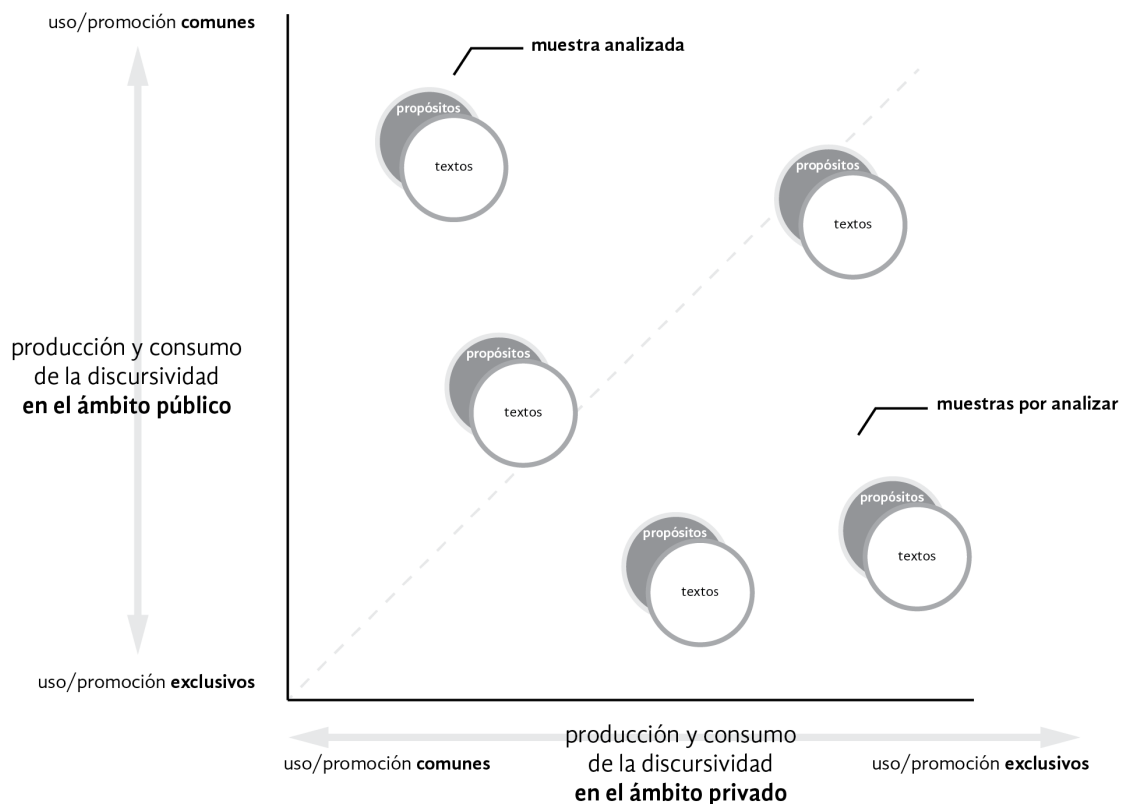 uso/promoción comunes
muestra analizada
propósitos
textos
propósitos
textos
producción y consumo
de la discursividad
en el ámbito público
propósitos
textos
muestras por analizar
propósitos
textos
propósitos
textos
uso/promoción exclusivos
producción y consumo
de la discursividad
en el ámbito privado
uso/promoción comunes
uso/promoción exclusivos